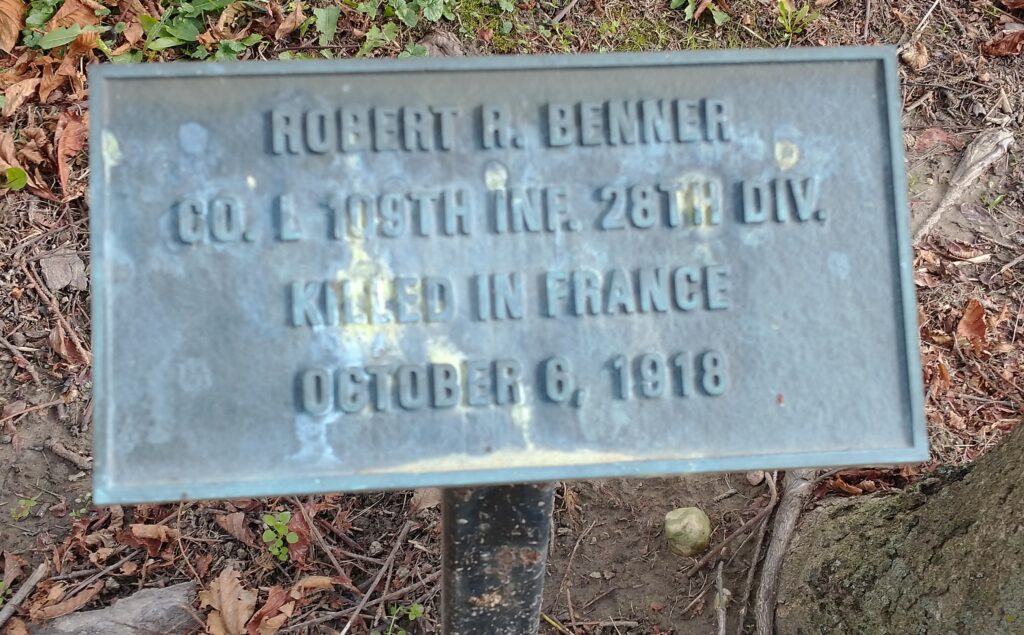 ROBERT R. BENNER
CO. L 109TH INF. 28TH DIV.
KILLED IN FRANCE
OCTOBER 6, 1918